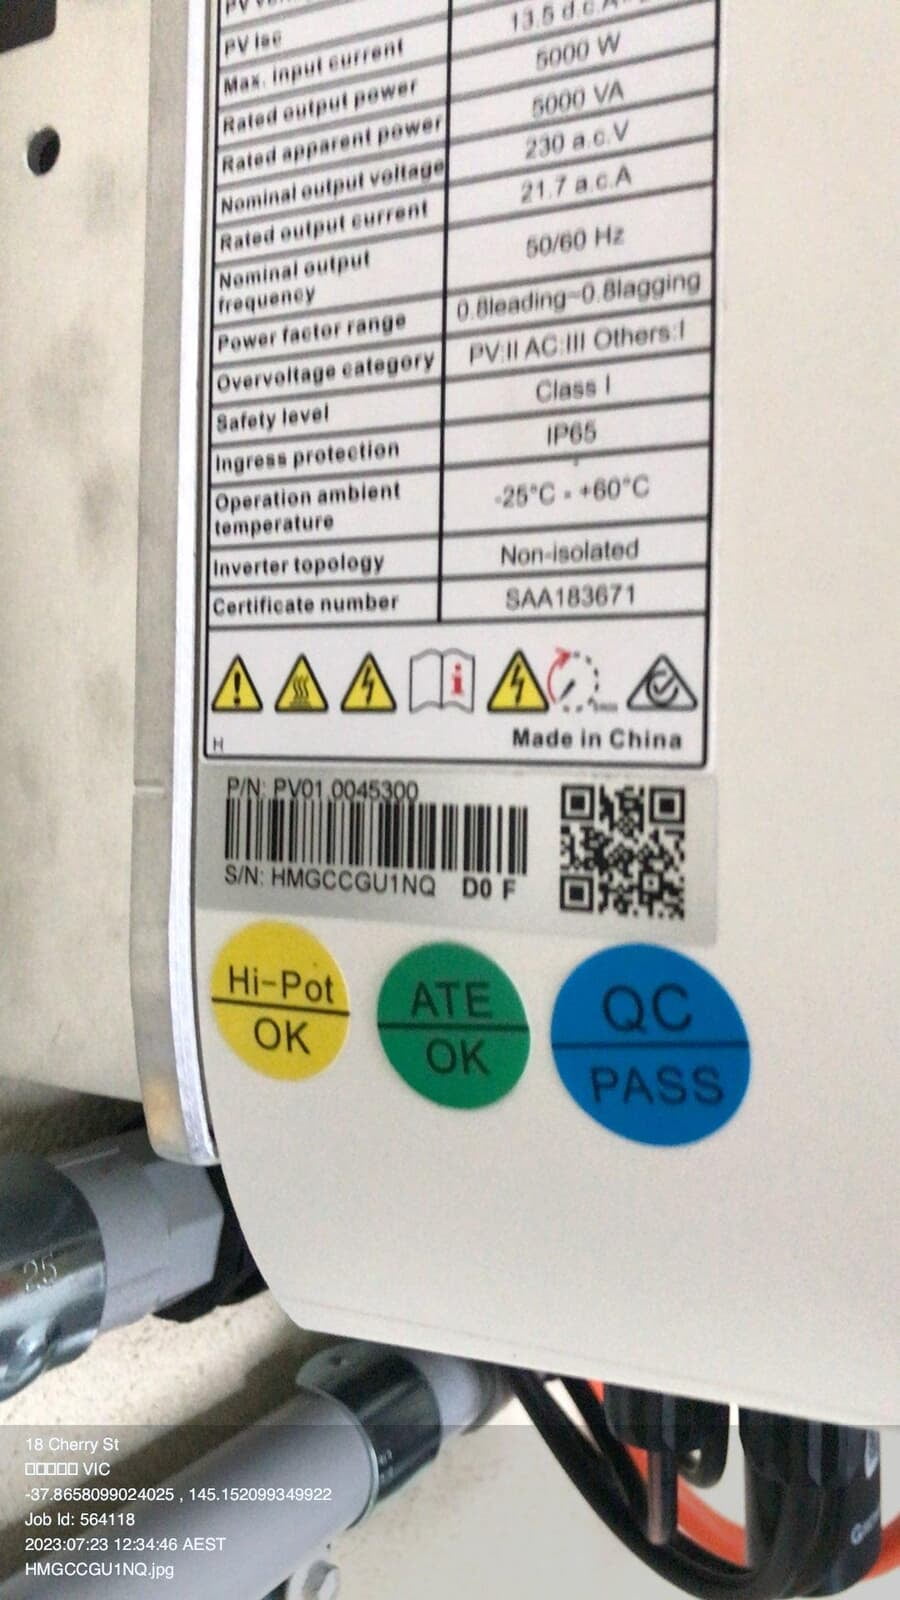 PV Isc
Max. input current 13.5 d.c.A
Rated output power 5000 W
Rated apparent power 5000 VA
Nominal output voltage 230 a.c.V
Rated output current 21.7 a.c.A
Nominal output
frequency 50/60 Hz
Power factor range 0.8leading~0.8lagging
Overvoltage category PV:II AC:III Others:I
Safety level Class I
Ingress protection IP65
Operation ambient
temperature -25°C - +60°C
Inverter topology Non-isolated
Certificate number SAA183671
H Made in China
P/N: PV01.0045300
S/N: HMGCCGU1NQ D0 F
Hi-Pot
OK
ATE
OK
QC
PASS
25
18 Cherry St
VIC
-37.8658099024025 , 145.152099349922
Job Id: 564118
2023:07:23 12:34:46 AEST
HMGCCGU1NQ.jpg